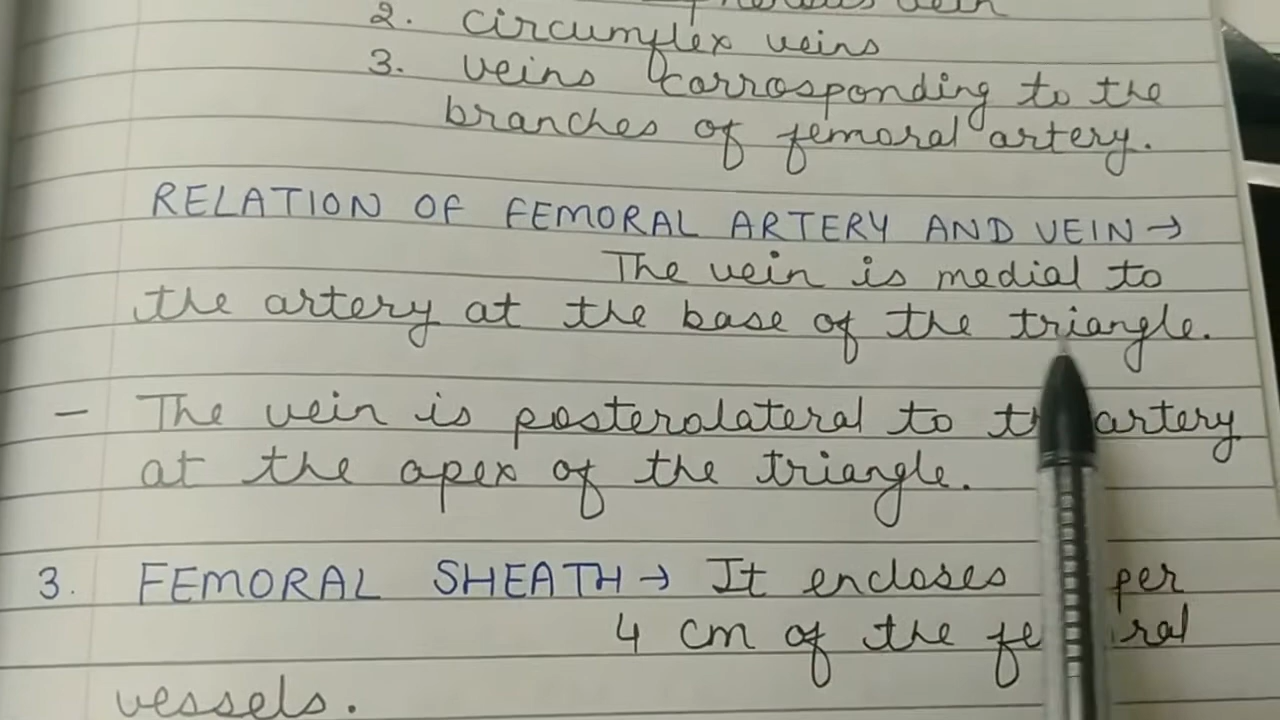 vein
2. circumflex veins
3. veins corrosponding to the
branches of femoral artery.
RELATION OF FEMORAL ARTERY AND VEIN →
The vein is medial to
the artery at the base of the triangle.
- The vein is posterolateral to artery
at the apex of the triangle.
3. FEMORAL SHEATH → It encloses
4 cm of the
vessels.